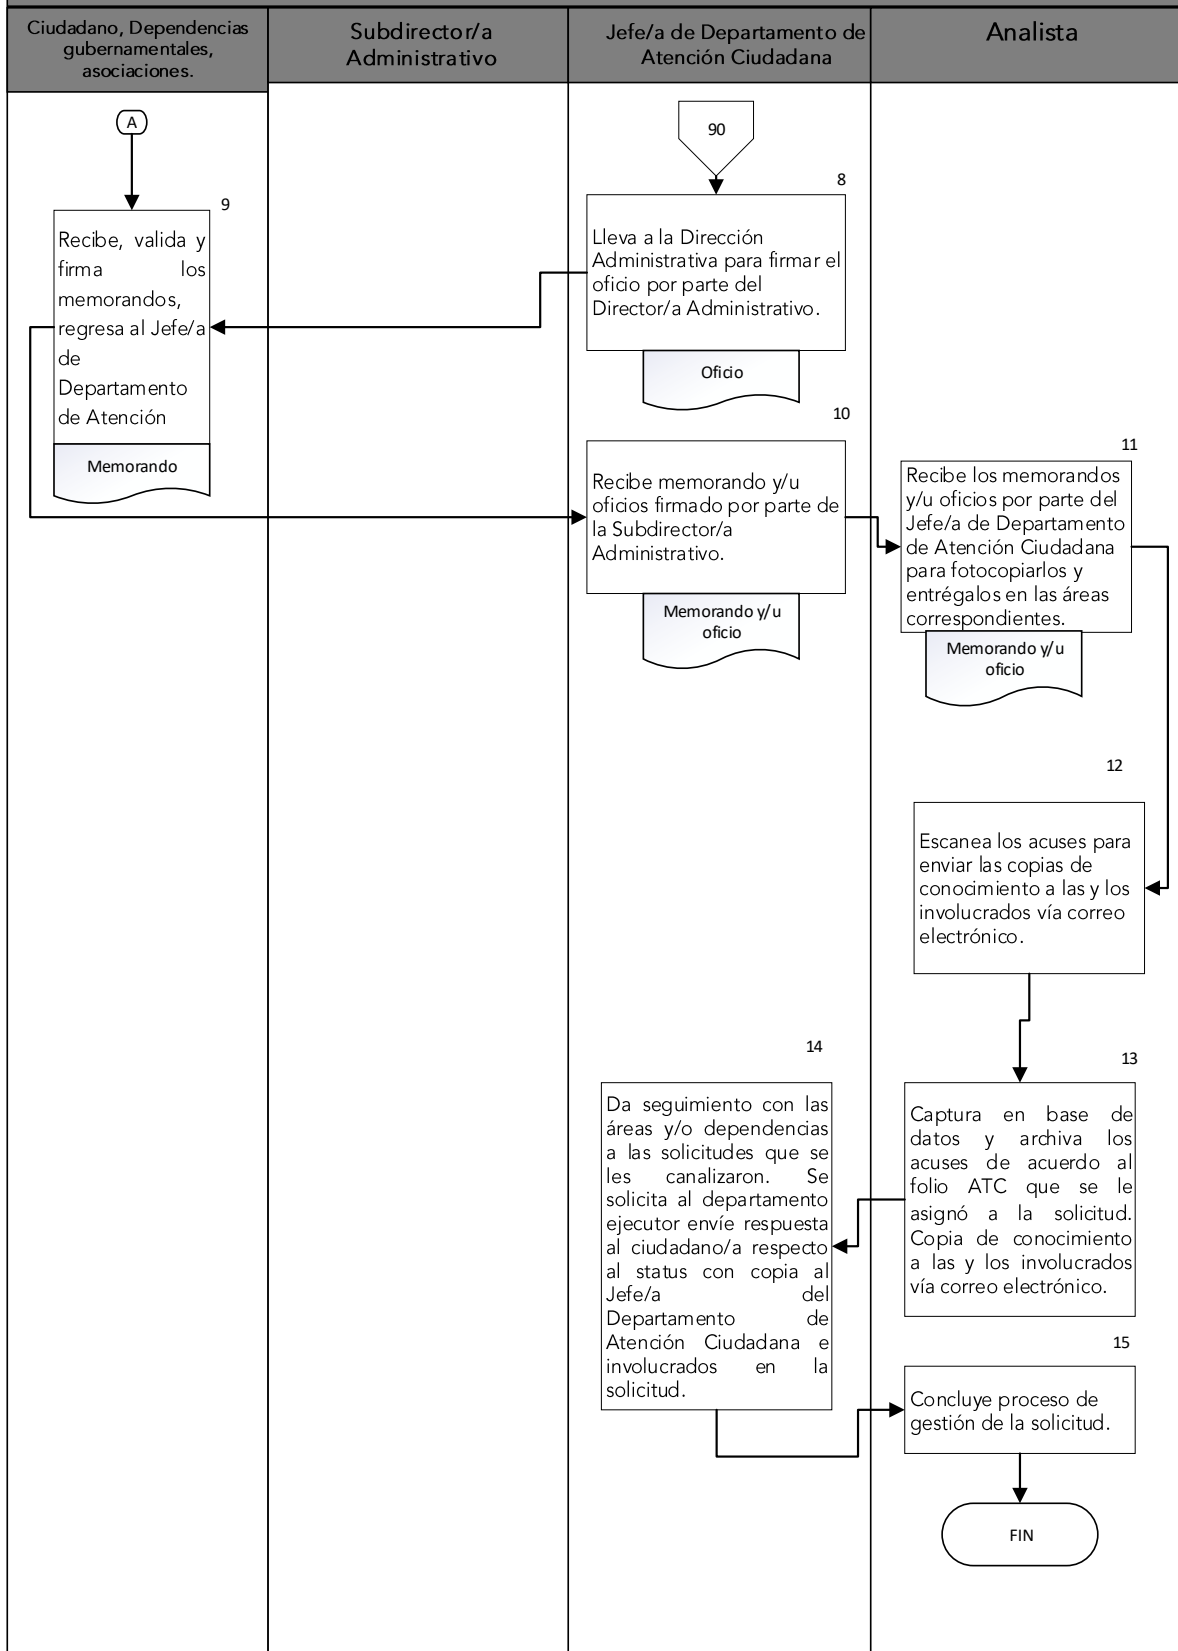 Ciudadano, Dependencias
gubernamentales,
asociaciones.
Subdirector/a
Administrativo
Jefe/a de Departamento de
Atención Ciudadana
Analista
A
90
8
Lleva a la Dirección
Administrativa para firmar el
oficio por parte del
Director/a Administrativo.
Oficio
9
Recibe, valida y
firma los
memorandos,
regresa al Jefe/a
de
Departamento
de Atención
Memorando
10
Recibe memorando y/u
oficios firmado por parte de
la Subdirector/a
Administrativo.
Memorando y/u
oficio
11
Recibe los memorandos
y/u oficios por parte del
Jefe/a de Departamento
de Atención Ciudadana
para fotocopiarlos y
entrégalos en las áreas
correspondientes.
Memorando y/u
oficio
12
Escanea los acuses para
enviar las copias de
conocimiento a las y los
involucrados vía correo
electrónico.
13
Captura en base de
datos y archiva los
acuses de acuerdo al
folio ATC que se le
asignó a la solicitud.
Copia de conocimiento
a las y los involucrados
vía correo electrónico.
14
Da seguimiento con las
áreas y/o dependencias
a las solicitudes que se
les canalizaron. Se
solicita al departamento
ejecutor envíe respuesta
al ciudadano/a respecto
al status con copia al
Jefe/a del
Departamento de
Atención Ciudadana e
involucrados en la
solicitud.
15
Concluye proceso de
gestión de la solicitud.
FIN